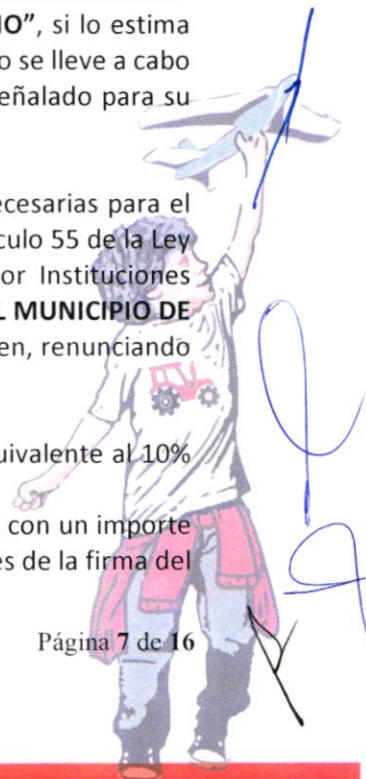 IO”, si lo estima
o se lleve a cabo
eñalado para su
ecesarias para el
culo 55 de la Ley
or Instituciones
L MUNICIPIO DE
en, renunciando
quivalente al 10%
con un importe
es de la firma del
Página 7 de 16